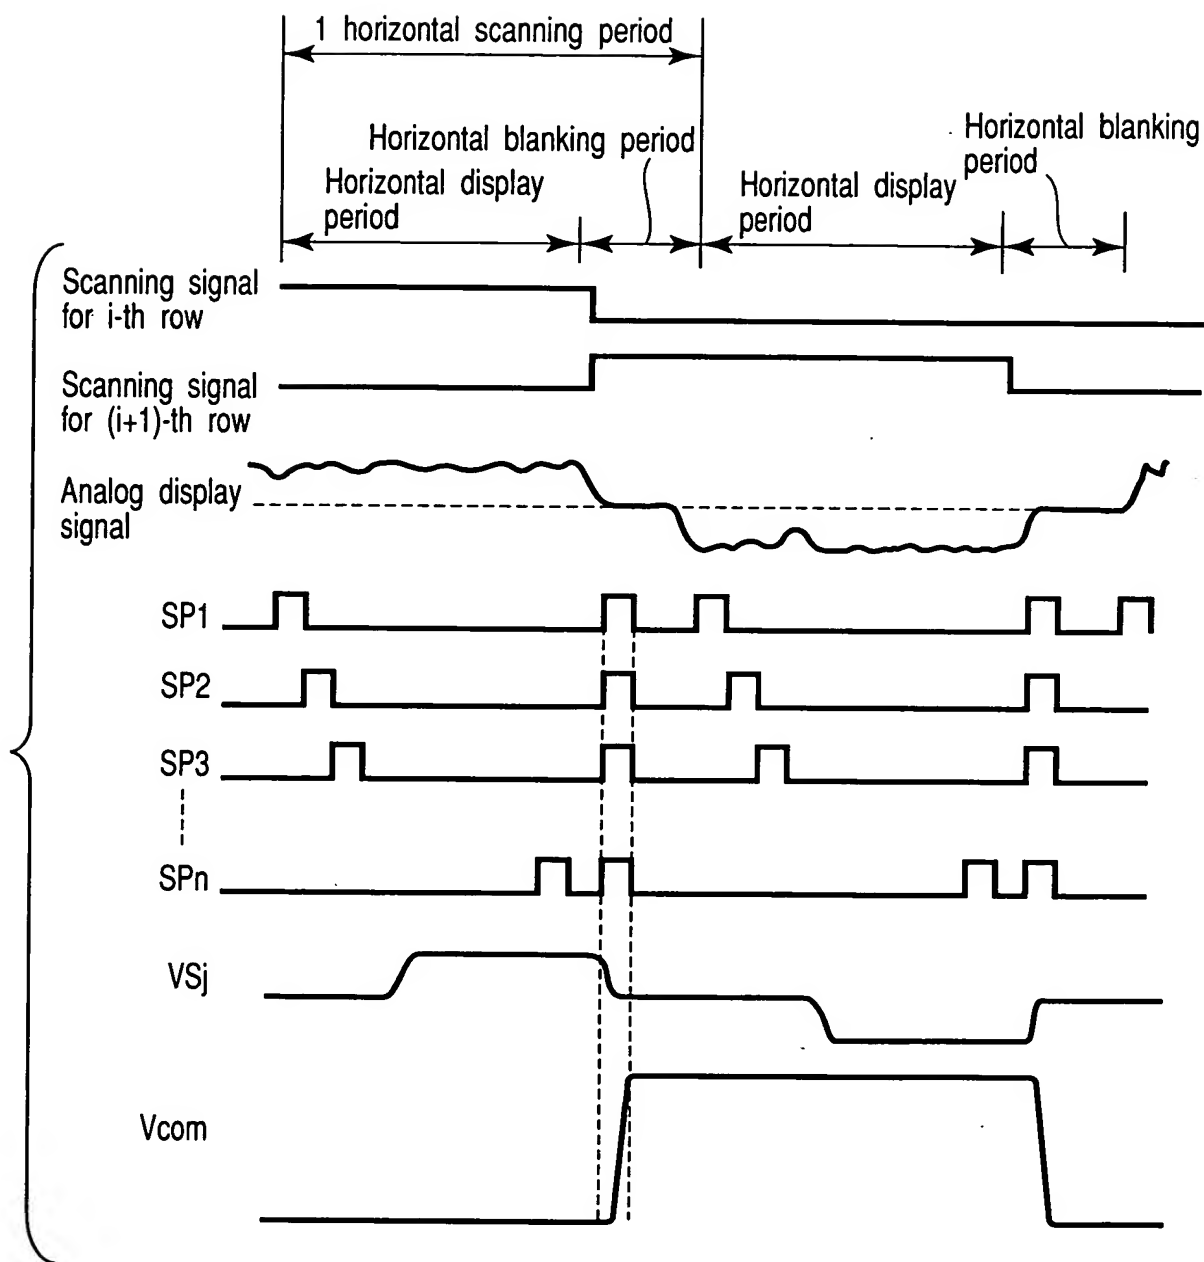 1 horizontal scanning period
Horizontal blanking period
Horizontal blanking
period
Horizontal display
period
Horizontal display
period
Scanning signal
for i-th row
Scanning signal
for (i+1)-th row
Analog display
signal
SP1
SP2
SP3
SPn
VSj
Vcom